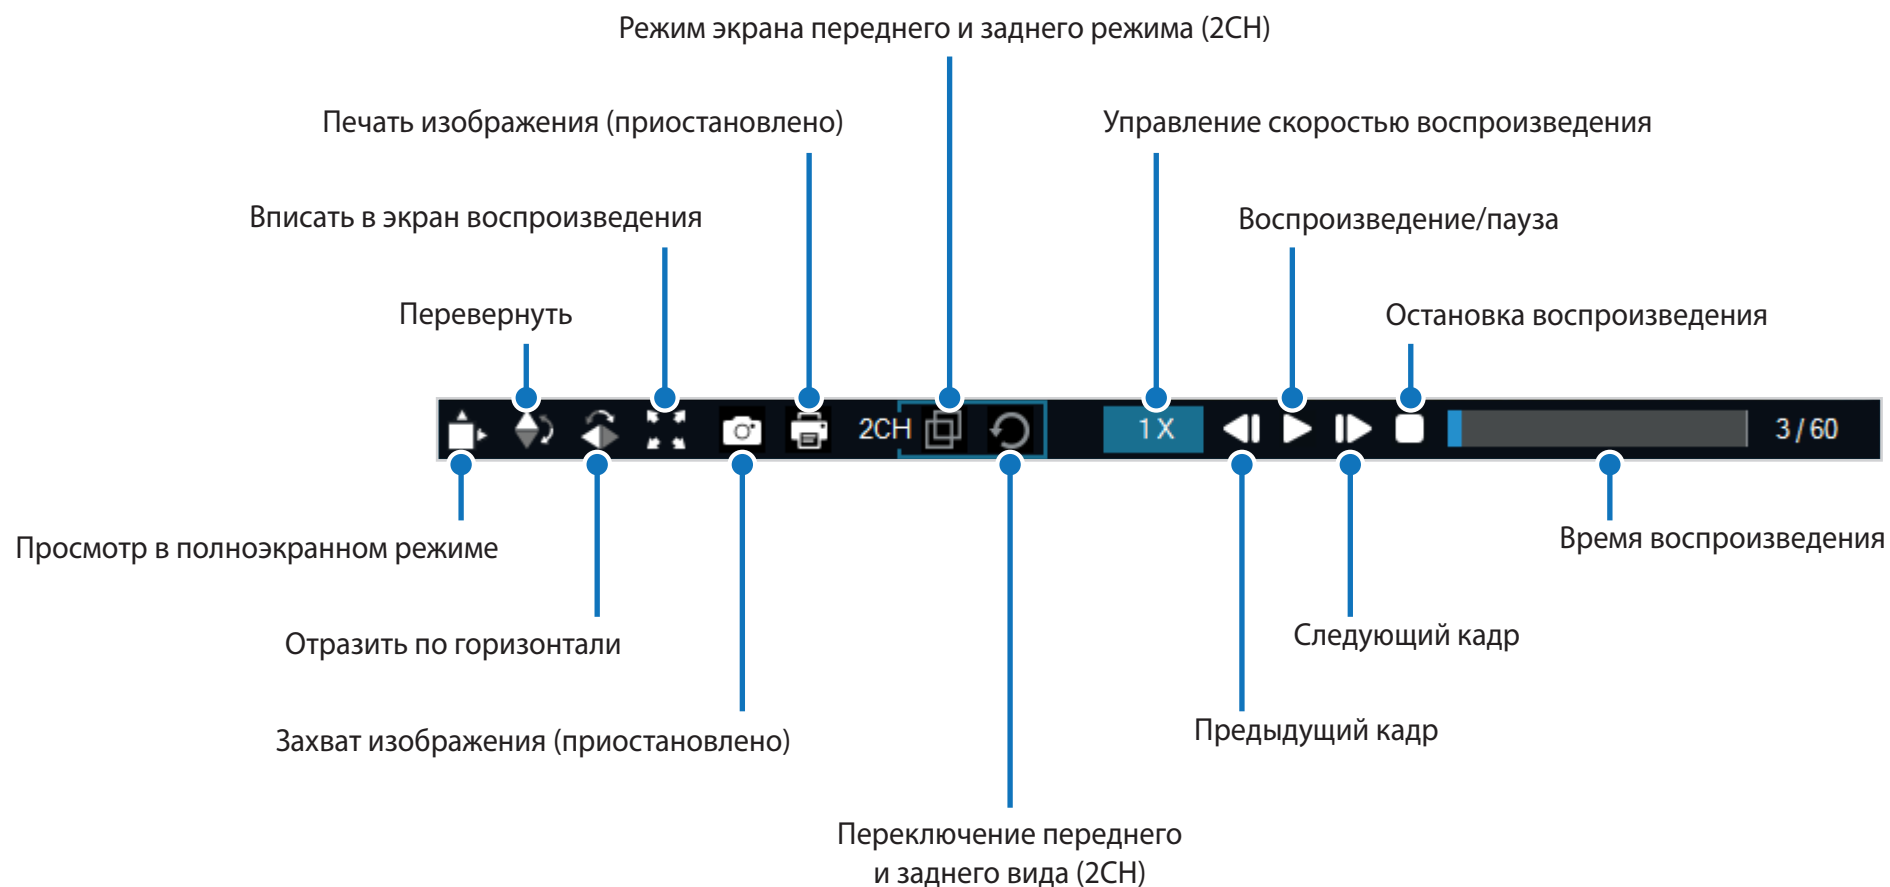 Режим экрана переднего и заднего режима (2CH)
Печать изображения (приостановлено)
Управление скоростью воспроизведения
Вписать в экран воспроизведения
Воспроизведение/пауза
Перевернуть
Остановка воспроизведения
2CH
1X
3 / 60
Просмотр в полноэкранном режиме
Время воспроизведения
Отразить по горизонтали
Следующий кадр
Захват изображения (приостановлено)
Предыдущий кадр
Переключение переднего
и заднего вида (2CH)